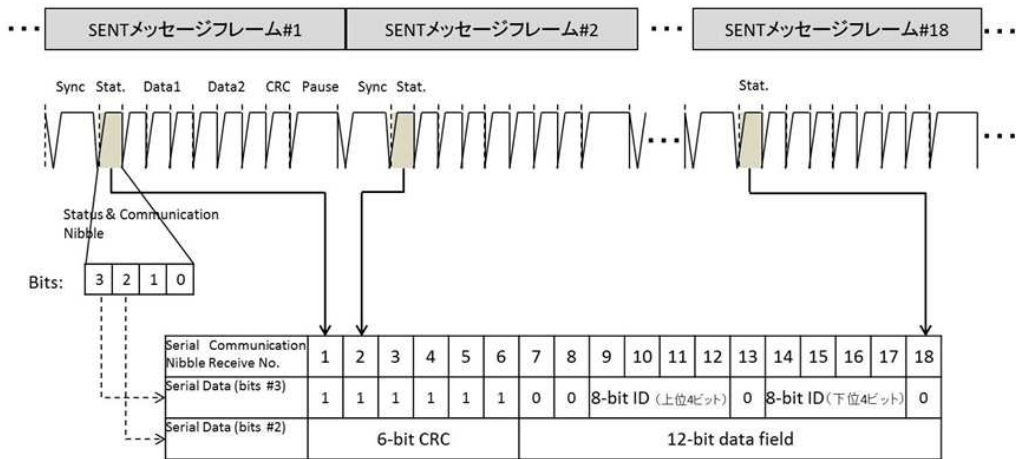 ••• SENTメッセージフレーム#1 SENTメッセージフレーム#2 ••• SENTメッセージフレーム#18 •••
Sync Stat. Data1 Data2 CRC Pause Sync Stat. Stat.
••• •••
Status & Communication
Nibble
Bits: 3 2 1 0
Serial Communication
Nibble Receive No. 1 2 3 4 5 6 7 8 9 10 11 12 13 14 15 16 17 18
Serial Data (bits #3) 1 1 1 1 1 1 0 0 8-bit ID (上位4ビット) 0 8-bit ID (下位4ビット) 0
Serial Data (bits #2) 6-bit CRC 12-bit data field